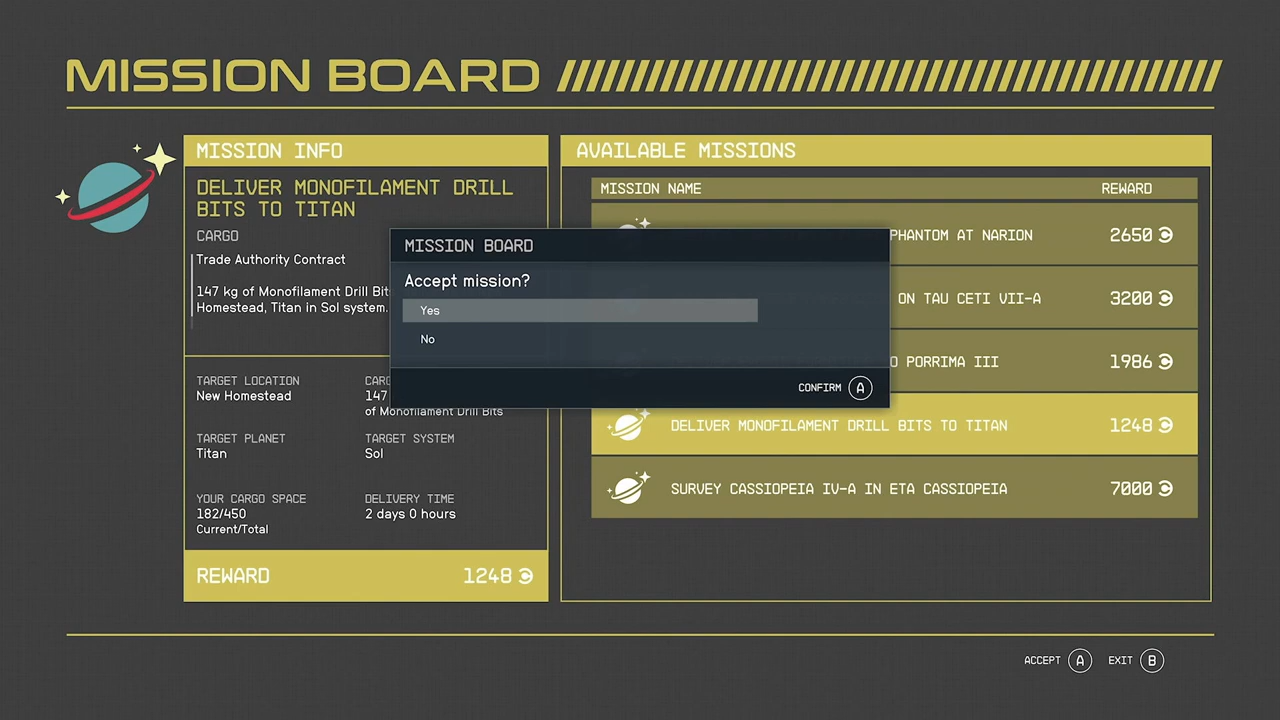 MISSION BOARD
MISSION INFO
DELIVER MONOFILAMENT DRILL
BITS TO TITAN
CARGO
Trade Authority Contract
147 kg of Monofilament Drill Bit
Homestead, Titan in Sol system.
TARGET LOCATION
New Homestead
CARG
147
of Monofilament Drill Bits
TARGET PLANET
Titan
TARGET SYSTEM
Sol
YOUR CARGO SPACE
182/450
Current/Total
DELIVERY TIME
2 days 0 hours
REWARD 1248
MISSION BOARD
Accept mission?
Yes
No
CONFIRM A
AVAILABLE MISSIONS
MISSION NAME REWARD
PHANTOM AT NARION 2650
ON TAU CETI VII-A 3200
O PORRIMA III 1986
DELIVER MONOFILAMENT DRILL BITS TO TITAN 1248
SURVEY CASSIOPEIA IV-A IN ETA CASSIOPEIA 7000
ACCEPT A EXIT B